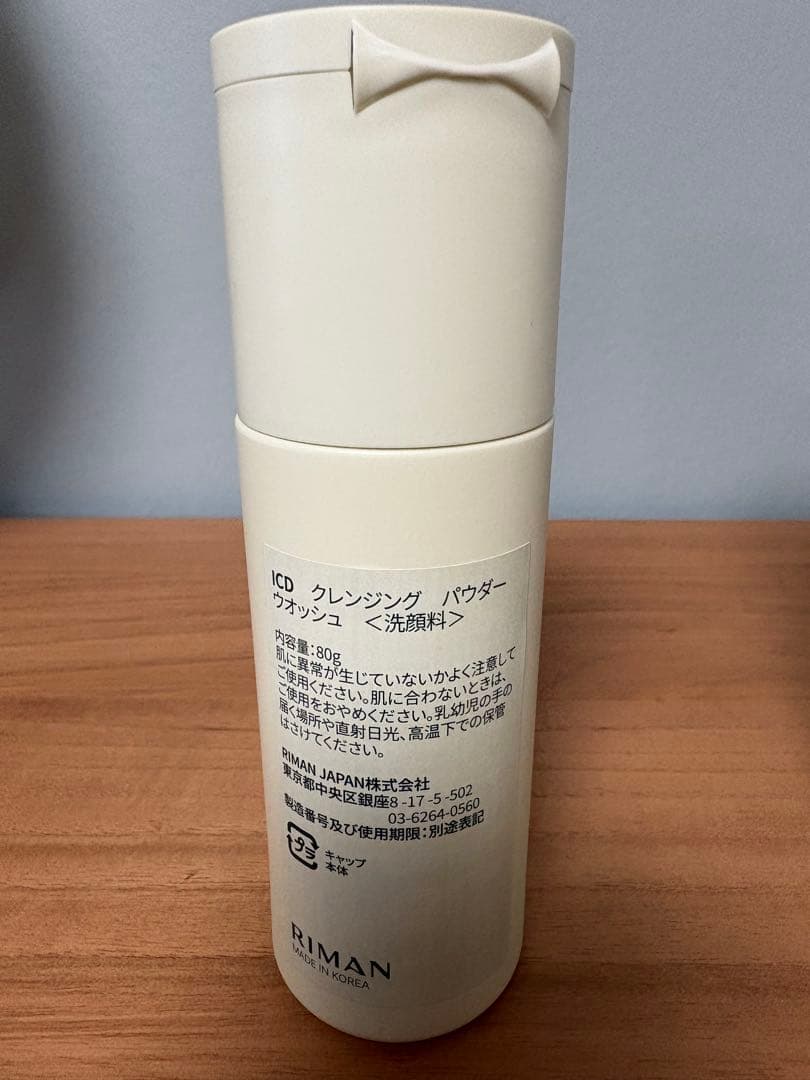 ICD　クレンジング　パウダー
ウオッシュ　＜洗顔料＞
内容量：80g
肌に異常が生じていないかよく注意して
ご使用ください。肌に合わないときは、
ご使用をおやめください。乳幼児の手の
届く場所や直射日光、高温下での保管
はさけてください。
RIMAN JAPAN株式会社
東京都中央区銀座8-17-5-502
03-6264-0560
製造番号及び使用期限：別途表記
プラ
キャップ
本体
RIMAN
MADE IN KOREA